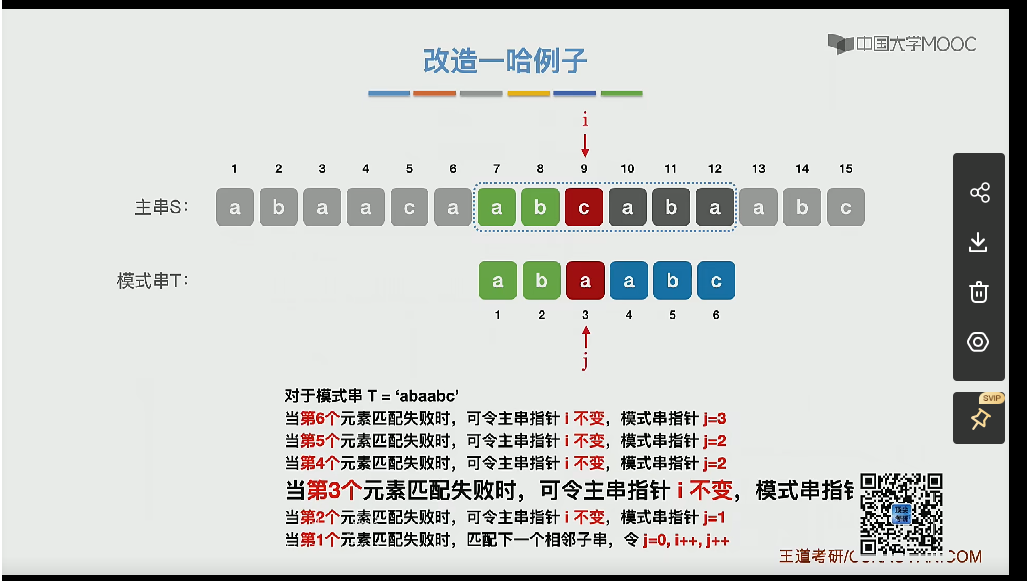 中国大学MOOC
改造一哈例子
i
1 2 3 4 5 6 7 8 9 10 11 12 13 14 15
主串S: a b a a c a a b c a b a a b c
模式串T: a b a a b c
1 2 3 4 5 6
j
对于模式串 T = ‘abaabc’
当第6个元素匹配失败时，可令主串指针 i 不变，模式串指针 j=3
当第5个元素匹配失败时，可令主串指针 i 不变，模式串指针 j=2
当第4个元素匹配失败时，可令主串指针 i 不变，模式串指针 j=2
当第3个元素匹配失败时，可令主串指针 i 不变，模式串指
当第2个元素匹配失败时，可令主串指针 i 不变，模式串指针 j=1
当第1个元素匹配失败时，匹配下一个相邻子串，令 j=0, i++, j++
SVIP
王道考研/
.COM